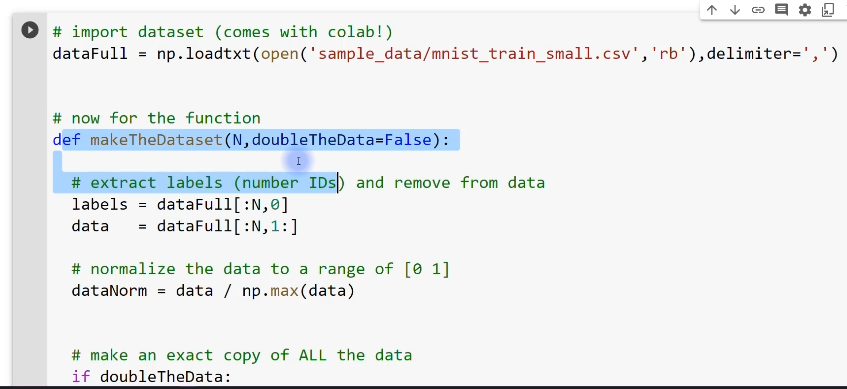 # import dataset (comes with colab!)
dataFull = np.loadtxt(open('sample_data/mnist_train_small.csv','rb'),delimiter=',')
# now for the function
def makeTheDataset(N,doubleTheData=False):
# extract labels (number IDs) and remove from data
labels = dataFull[:N,0]
data   = dataFull[:N,1:]
# normalize the data to a range of [0 1]
dataNorm = data / np.max(data)
# make an exact copy of ALL the data
if doubleTheData: